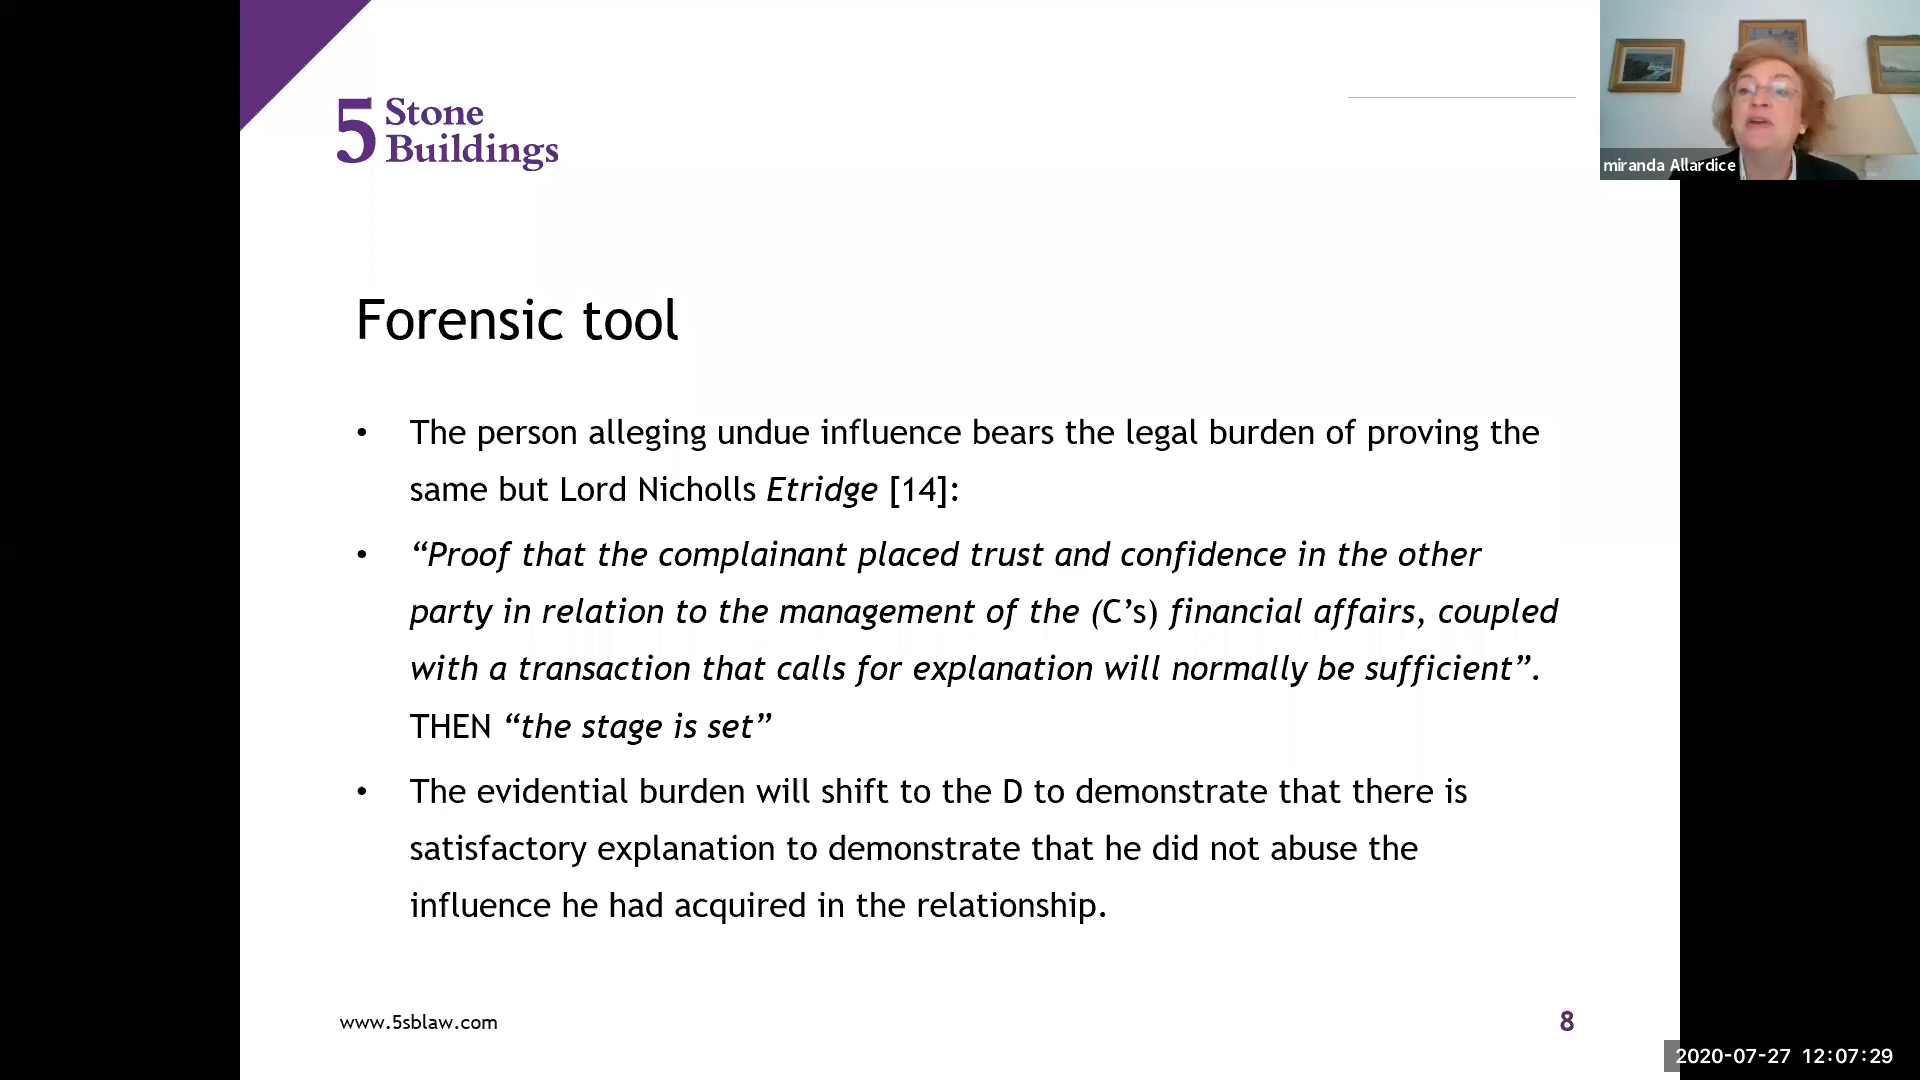 5 Stone
Buildings
miranda Allardice
Forensic tool
• The person alleging undue influence bears the legal burden of proving the
same but Lord Nicholls Etridge [14]:
• “Proof that the complainant placed trust and confidence in the other
party in relation to the management of the (C’s) financial affairs, coupled
with a transaction that calls for explanation will normally be sufficient”.
THEN “the stage is set”
• The evidential burden will shift to the D to demonstrate that there is
satisfactory explanation to demonstrate that he did not abuse the
influence he had acquired in the relationship.
www.5sblaw.com
8
2020-07-27 12:07:29